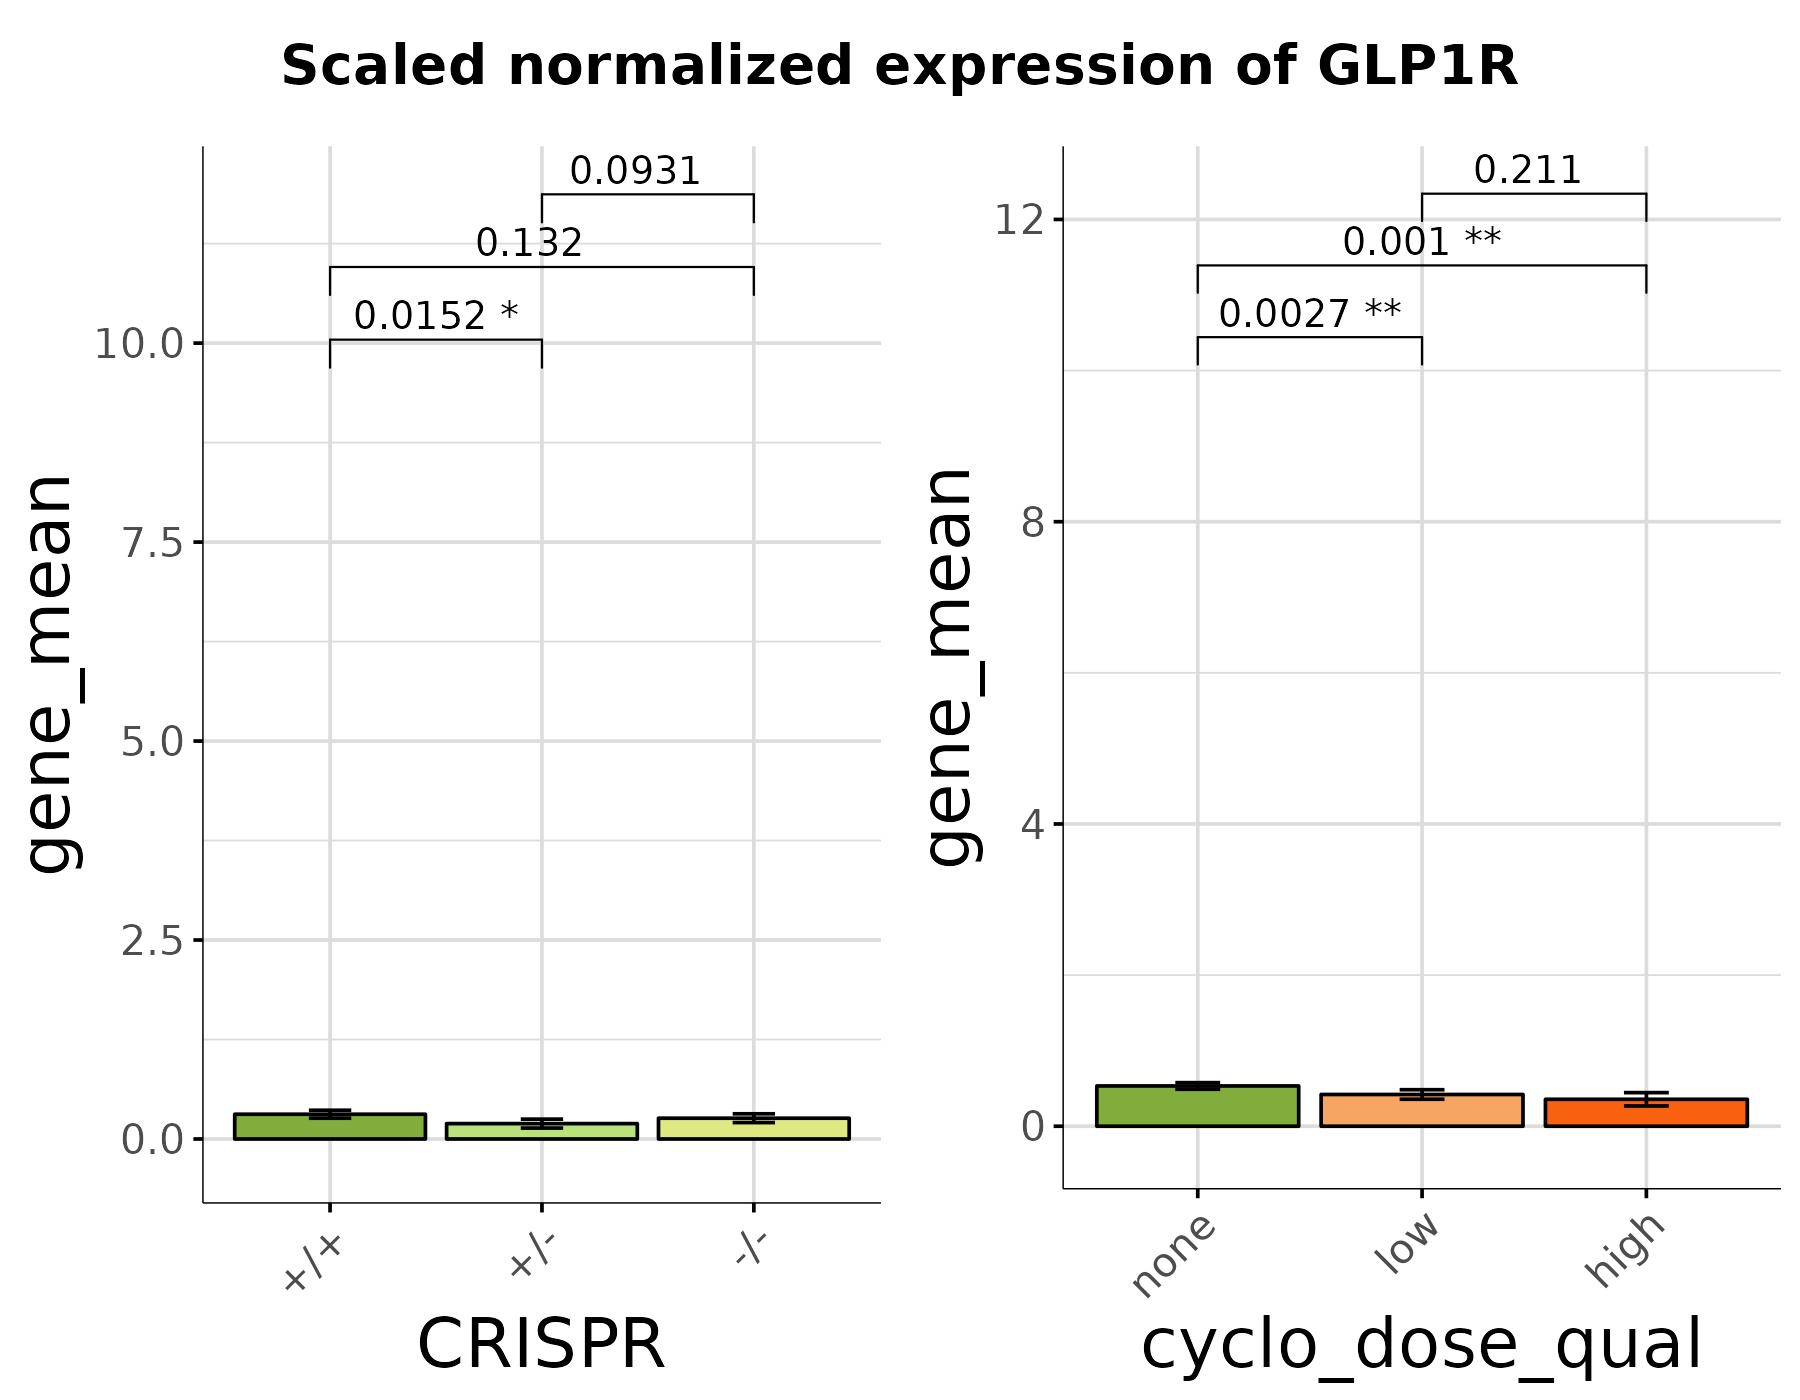 Scaled normalized expression of GLP1R
0.0931
0.132
0.0152 *
10.0
7.5
5.0
2.5
0.0
gene_mean
+/+
+/-
-/-
CRISPR
0.211
0.001 **
0.0027 **
12
8
4
0
gene_mean
none
low
high
cyclo_dose_qual